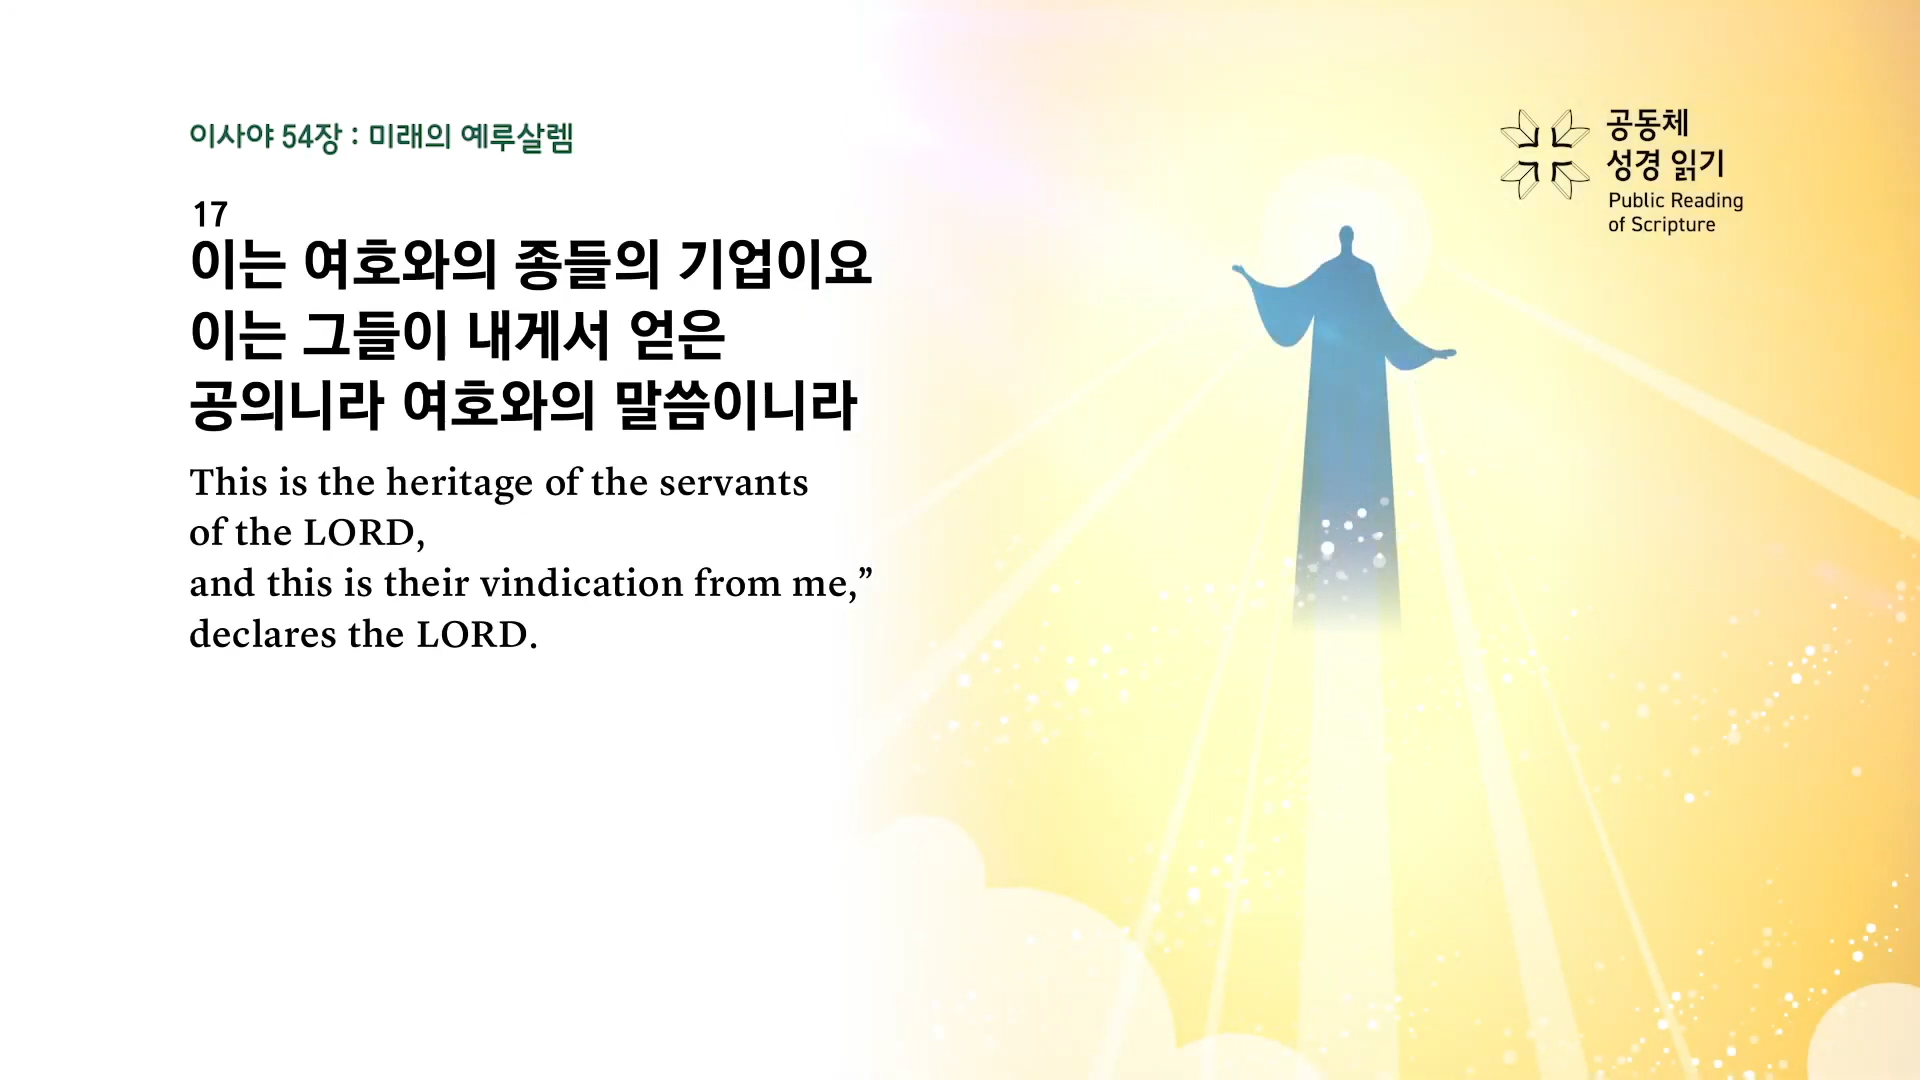 이사야 54장 : 미래의 예루살렘
17
이는 여호와의 종들의 기업이요
이는 그들이 내게서 얻은
공의니라 여호와의 말씀이니라
This is the heritage of the servants
of the LORD,
and this is their vindication from me,”
declares the LORD.
공동체
성경 읽기
Public Reading
of Scripture